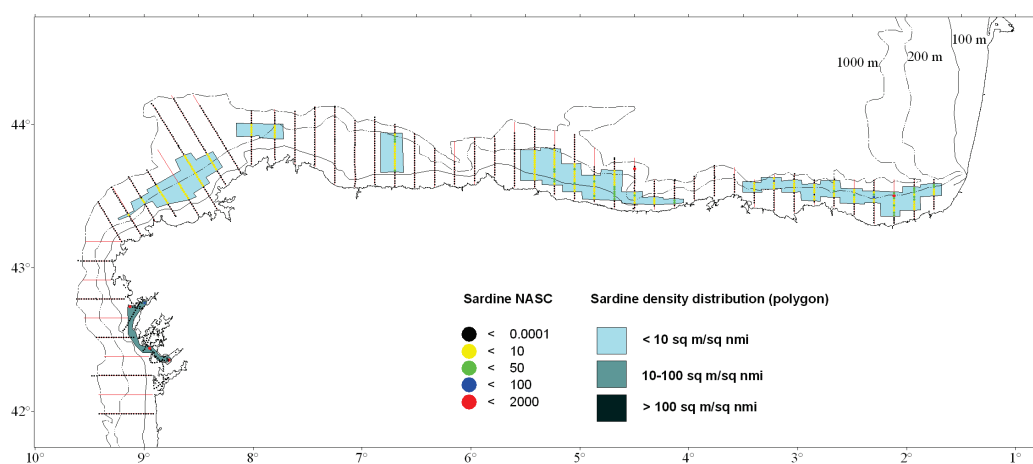 100 m
200 m
1000 m
44°
43°
42°
Sardine NASC
< 0.0001
< 10
< 50
< 100
< 2000
Sardine density distribution (polygon)
< 10 sq m/sq nmi
10-100 sq m/sq nmi
> 100 sq m/sq nmi
10° 9° 8° 7° 6° 5° 4° 3° 2° 1°